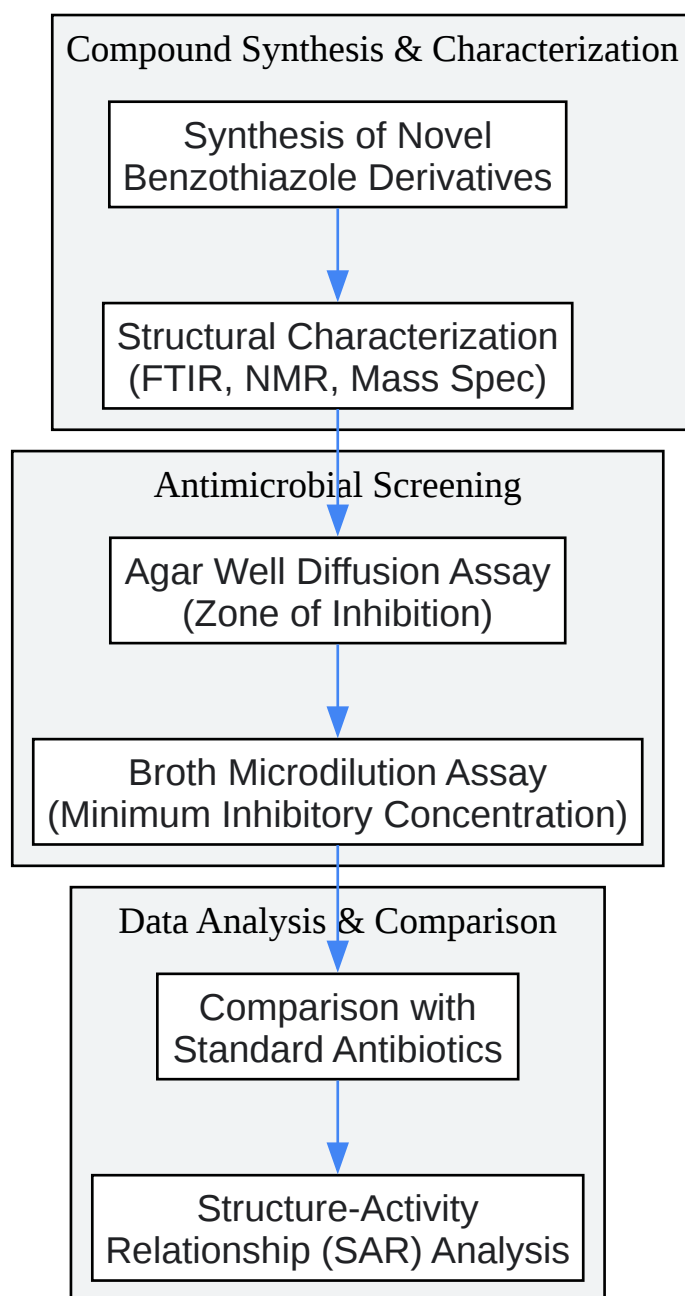 Compound Synthesis & Characterization
Synthesis of Novel
Benzothiazole Derivatives
Structural Characterization
(FTIR, NMR, Mass Spec)
Antimicrobial Screening
Agar Well Diffusion Assay
(Zone of Inhibition)
Broth Microdilution Assay
(Minimum Inhibitory Concentration)
Data Analysis & Comparison
Comparison with
Standard Antibiotics
Structure-Activity
Relationship (SAR) Analysis